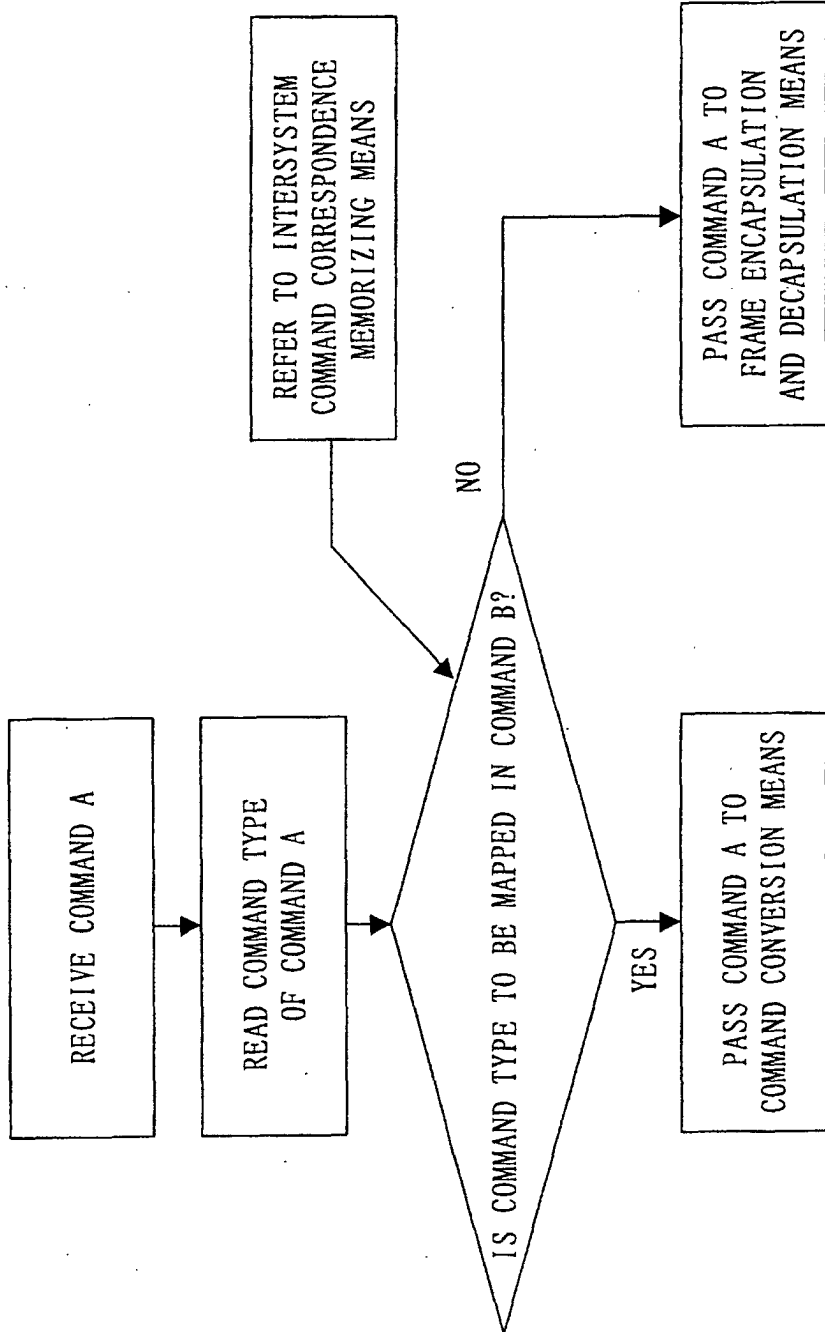 RECEIVE COMMAND A
READ COMMAND TYPE
OF COMMAND A
REFER TO INTERSYSTEM
COMMAND CORRESPONDENCE
MEMORIZING MEANS
IS COMMAND TYPE TO BE MAPPED IN COMMAND B?
NO
YES
PASS COMMAND A TO
COMMAND CONVERSION MEANS
PASS COMMAND A TO
FRAME ENCAPSULATION
AND DECAPSULATION MEANS